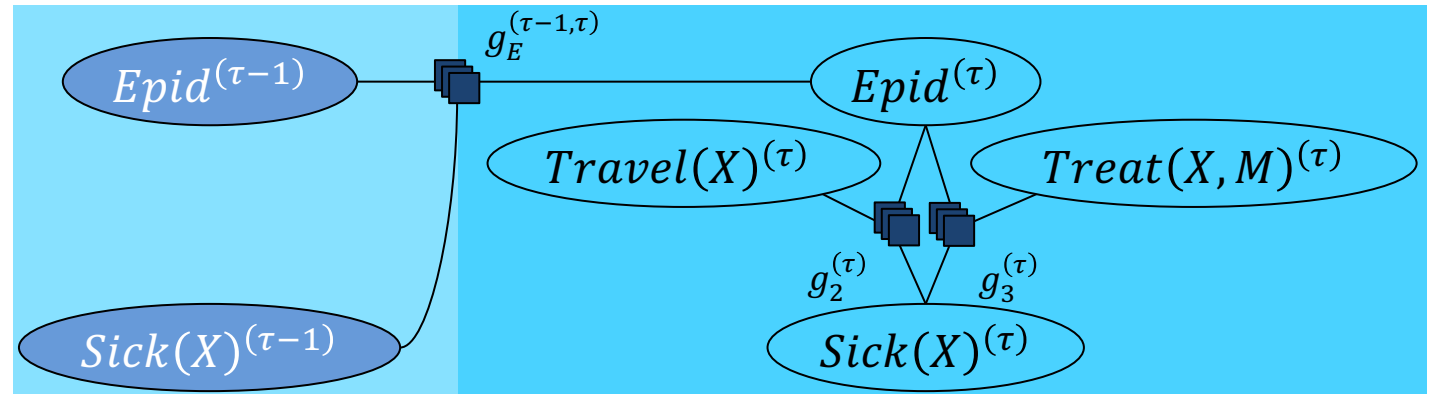 g_E^(τ−1,τ)
Epid^(τ−1)
Epid^(τ)
Travel(X)^(τ)
Treat(X, M)^(τ)
g_2^(τ)
g_3^(τ)
Sick(X)^(τ−1)
Sick(X)^(τ)